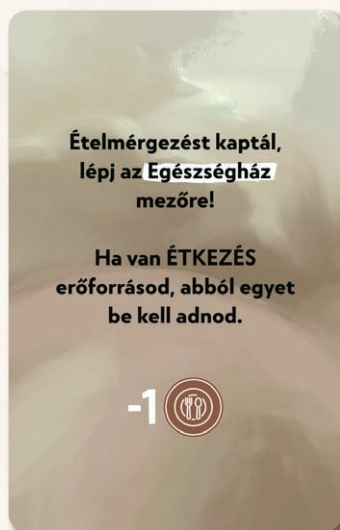 Ételmérgezést kaptál,
lépj az Egészségház
mezőre!
Ha van ÉTKEZÉS
erőforrásod, abból egyet
be kell adnod.
-1